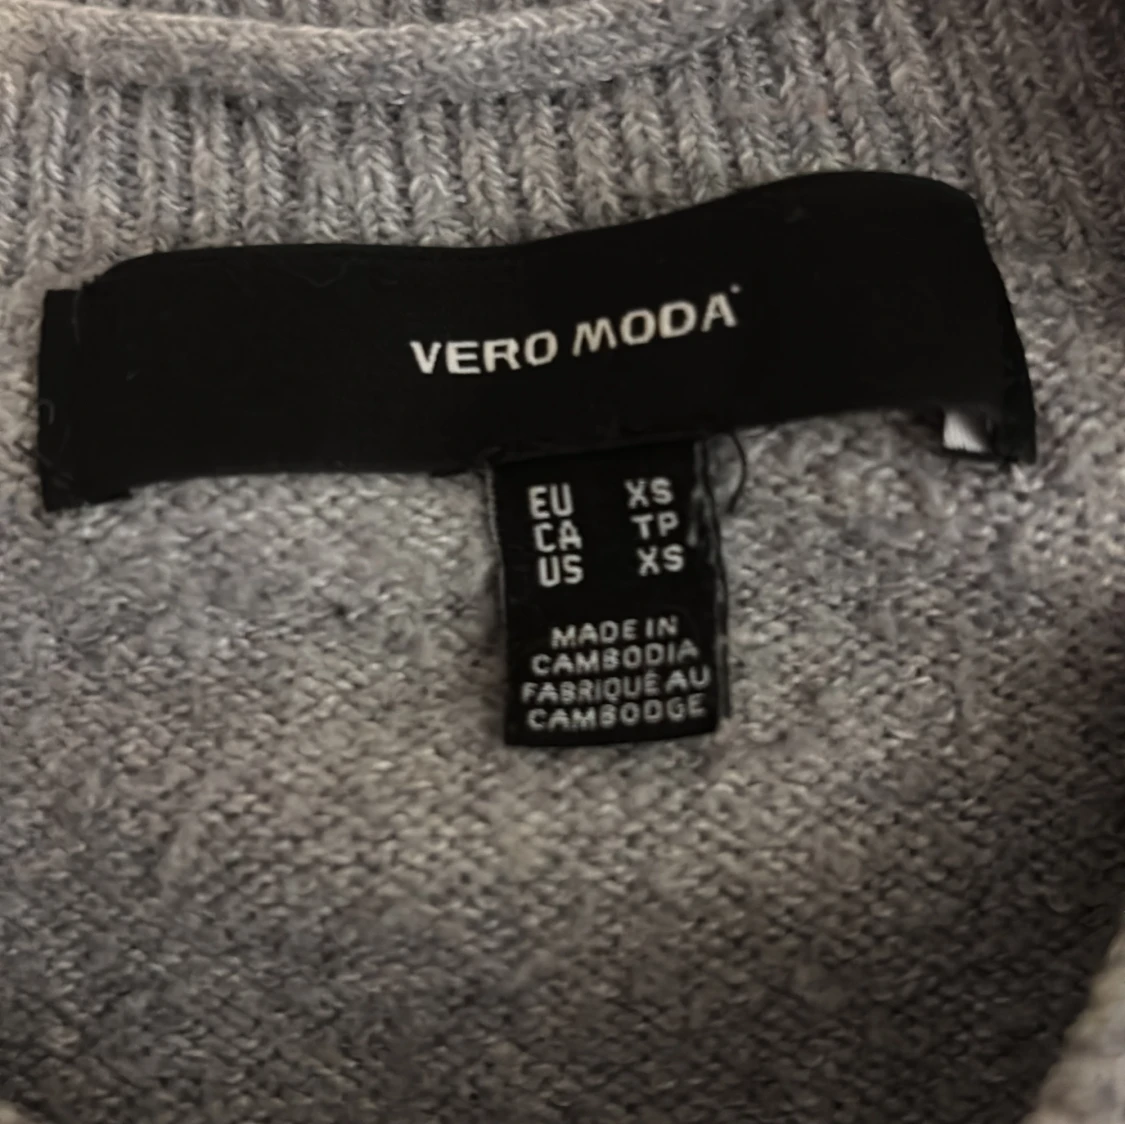 VERO MODA
EU XS
CA TP
US XS
MADE IN
CAMBODIA
FABRIQUÉ AU
CAMBODGE